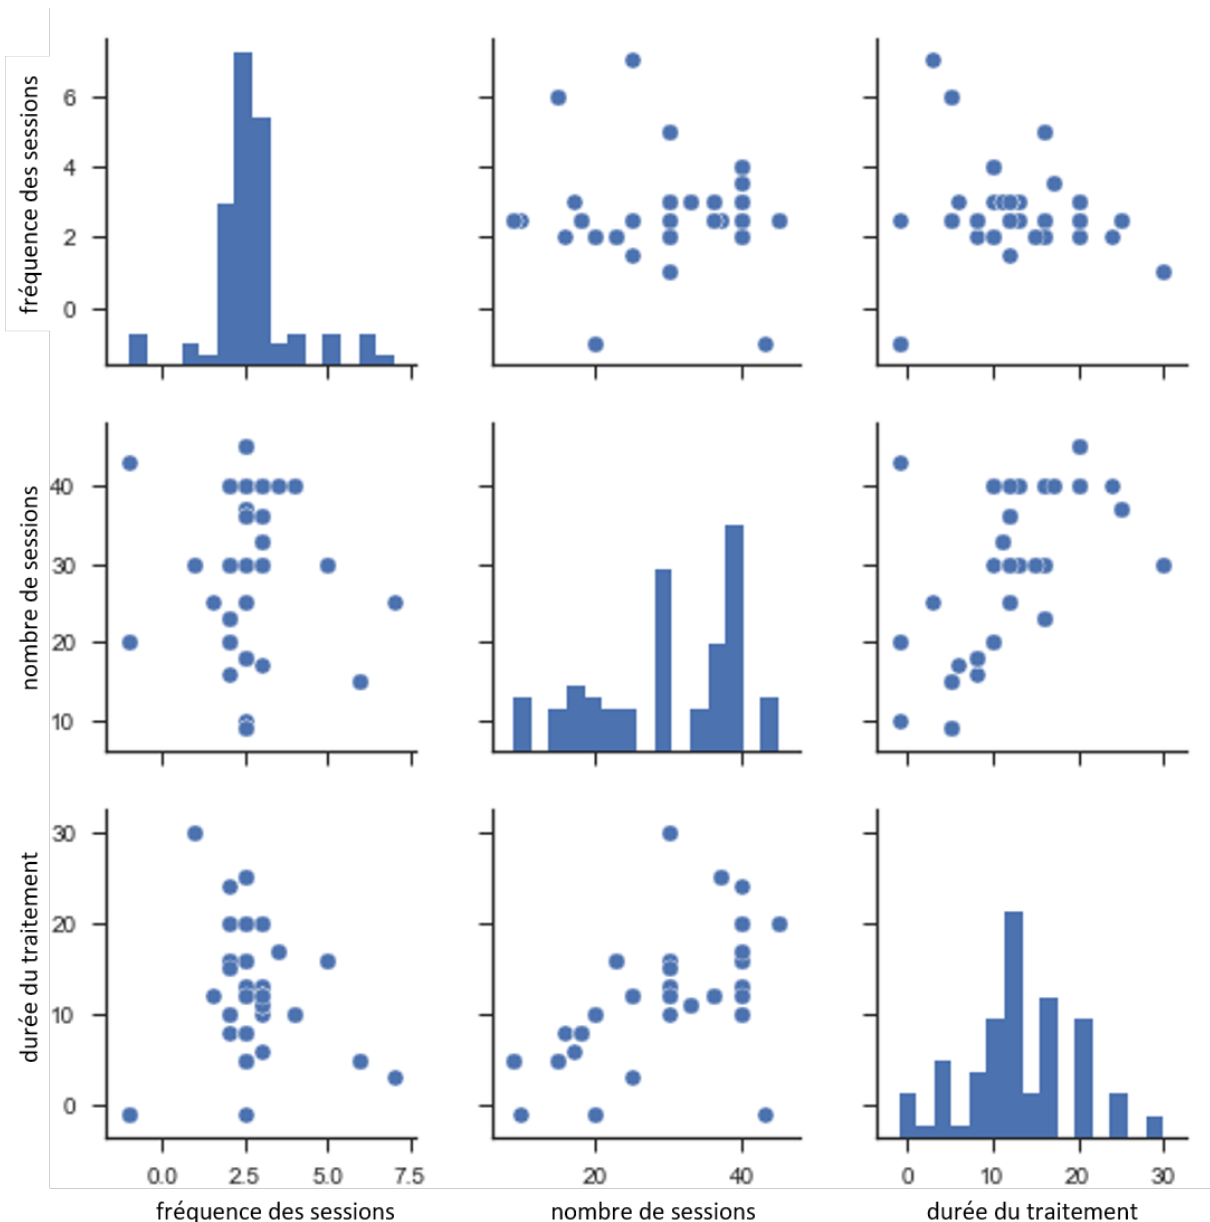 fréquence des sessions
6
4
2
0
nombre de sessions
40
30
20
10
durée du traitement
30
20
10
0
0.0 2.5 5.0 7.5 20 40 0 10 20 30
fréquence des sessions nombre de sessions durée du traitement